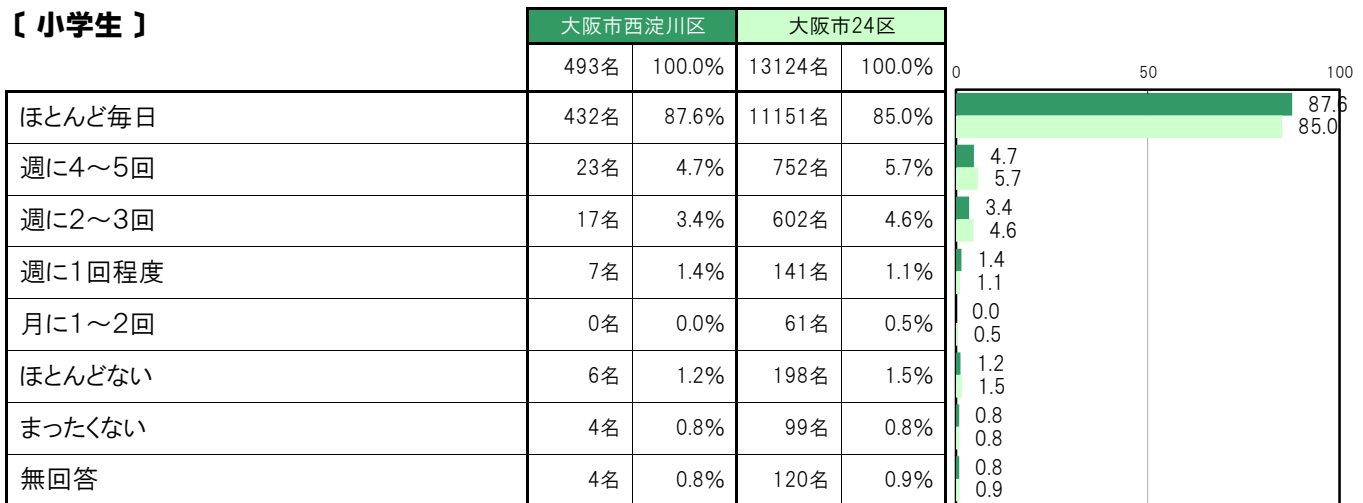 〔 小学生 〕
大阪市西淀川区 大阪市24区
493名 100.0% 13124名 100.0%
0 50 100
ほとんど毎日 432名 87.6% 11151名 85.0% 87.6
85.0
週に4～5回 23名 4.7% 752名 5.7% 4.7
5.7
週に2～3回 17名 3.4% 602名 4.6% 3.4
4.6
週に1回程度 7名 1.4% 141名 1.1% 1.4
1.1
月に1～2回 0名 0.0% 61名 0.5% 0.0
0.5
ほとんどない 6名 1.2% 198名 1.5% 1.2
1.5
まったくない 4名 0.8% 99名 0.8% 0.8
0.8
無回答 4名 0.8% 120名 0.9% 0.8
0.9